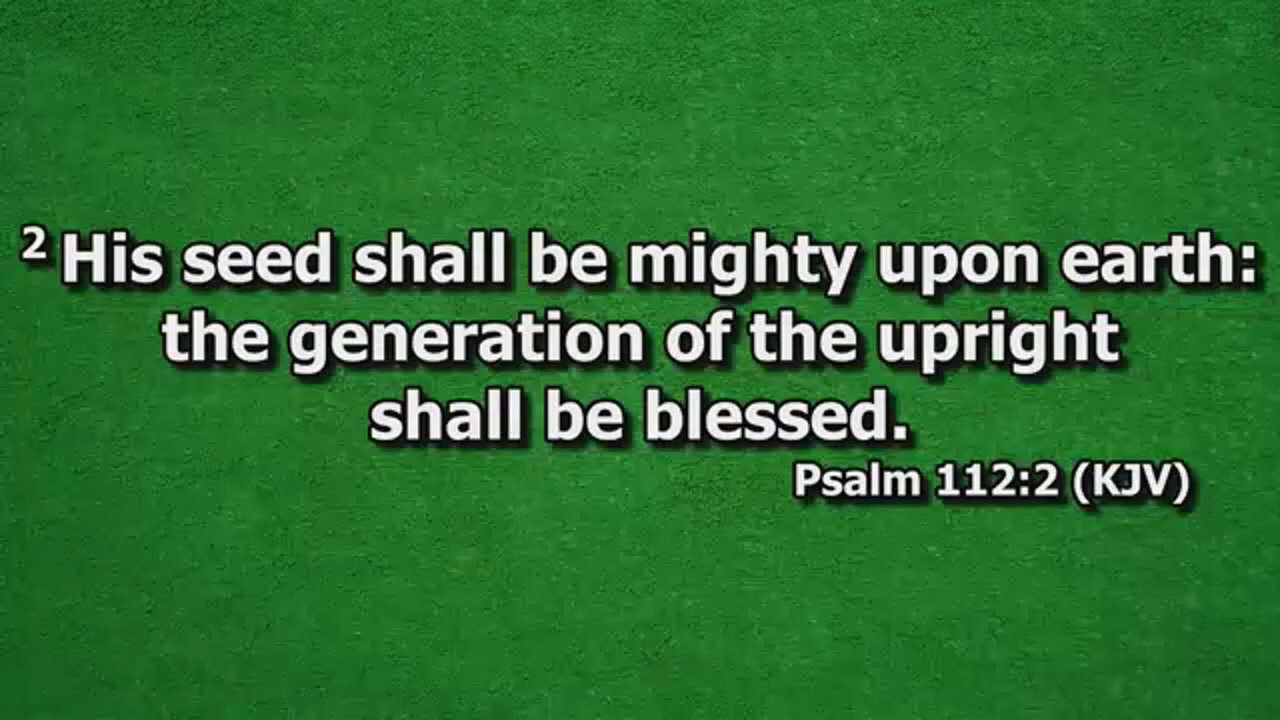 2 His seed shall be mighty upon earth:
the generation of the upright
shall be blessed.
Psalm 112:2 (KJV)